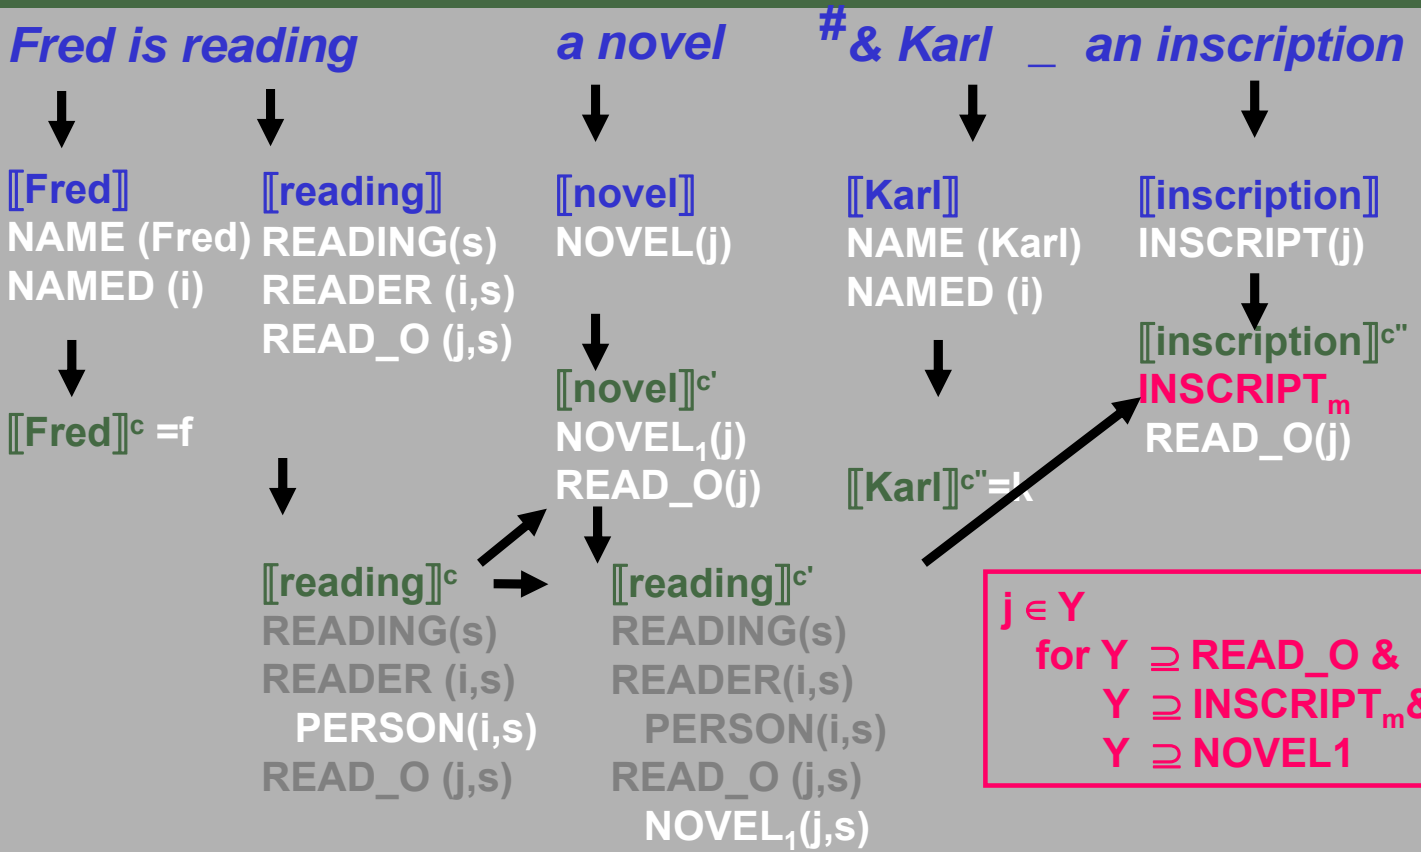 Fred is reading a novel #& Karl _ an inscription
⟦Fred⟧ ⟦reading⟧ ⟦novel⟧ ⟦Karl⟧ ⟦inscription⟧
NAME (Fred) READING(s) NOVEL(j) NAME (Karl) INSCRIPT(j)
NAMED (i) READER (i,s) NAMED (i)
READ_O (j,s) ⟦inscription⟧c"
⟦novel⟧c' INSCRIPTm
⟦Fred⟧c =f NOVEL1(j) READ_O(j)
READ_O(j) ⟦Karl⟧c"=k
⟦reading⟧c ⟦reading⟧c'
READING(s) READING(s)
READER (i,s) READER(i,s)
PERSON(i,s) PERSON(i,s)
READ_O (j,s) READ_O (j,s)
NOVEL1(j,s)
j ∈ Y
for Y ⊇ READ_O &
Y ⊇ INSCRIPTm&
Y ⊇ NOVEL1